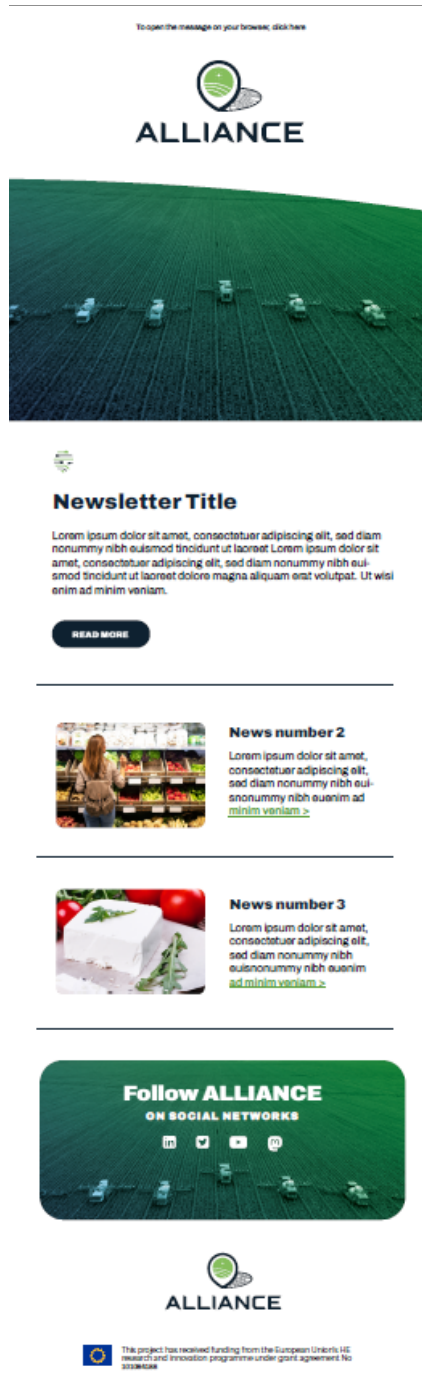 To open the message on your browser, click here
ALLIANCE
Newsletter Title
Lorem ipsum dolor sit amet, consectetuer adipiscing elit, sed diam
nonummy nibh euismod tincidunt ut laoreet Lorem ipsum dolor sit
amet, consectetuer adipiscing elit, sed diam nonummy nibh eui-
smod tincidunt ut laoreet dolore magna aliquam erat volutpat. Ut wisi
enim ad minim veniam.
READ MORE
News number 2
Lorem ipsum dolor sit amet,
consectetuer adipiscing elit,
sed diam nonummy nibh eui-
snonummy nibh euenim ad
minim veniam >
News number 3
Lorem ipsum dolor sit amet,
consectetuer adipiscing elit,
sed diam nonummy nibh
euisnonummy nibh euenim
ad minim veniam >
Follow ALLIANCE
ON SOCIAL NETWORKS
in
ALLIANCE
This project has received funding from the European Union's HE
research and innovation programme under grant agreement No